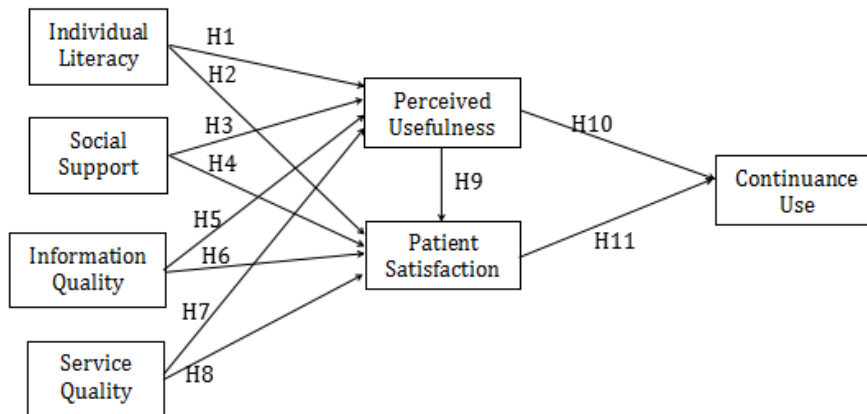 Individual
Literacy
H1
H2
Social
Support
H3
H4
Perceived
Usefulness
H10
H9
Continuance
Use
Information
Quality
H5
H6
Patient
Satisfaction
H11
H7
Service
Quality
H8